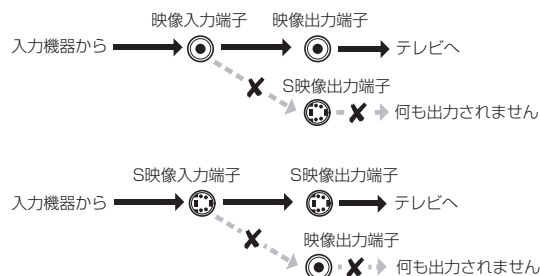 映像入力端子 映像出力端子
入力機器から テレビへ
S映像出力端子
何も出力されません
S映像入力端子 S映像出力端子
入力機器から テレビへ
映像出力端子
何も出力されません